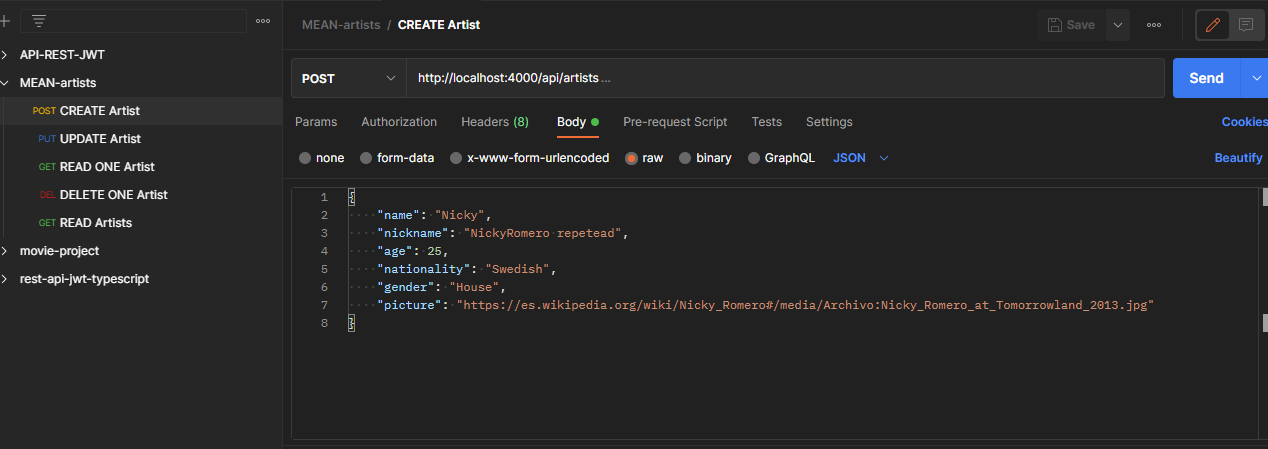 MEAN-artists / CREATE Artist
Save
API-REST-JWT
MEAN-artists
POST CREATE Artist
PUT UPDATE Artist
GET READ ONE Artist
DEL DELETE ONE Artist
GET READ Artists
movie-project
rest-api-jwt-typescript
POST http://localhost:4000/api/artists ... Send
Params Authorization Headers (8) Body Pre-request Script Tests Settings Cookies
none form-data x-www-form-urlencoded raw binary GraphQL JSON Beautify
1 {
2 "name": "Nicky",
3 "nickname": "NickyRomero repetead",
4 "age": 25,
5 "nationality": "Swedish",
6 "gender": "House",
7 "picture": "https://es.wikipedia.org/wiki/Nicky_Romero#/media/Archivo:Nicky_Romero_at_Tomorrowland_2013.jpg"
8 }